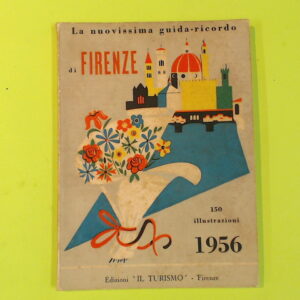 La nuovissima guida-ricordo
di FIRENZE
150
illustrazioni
1956
Edizioni "IL TURISMO" - Firenze